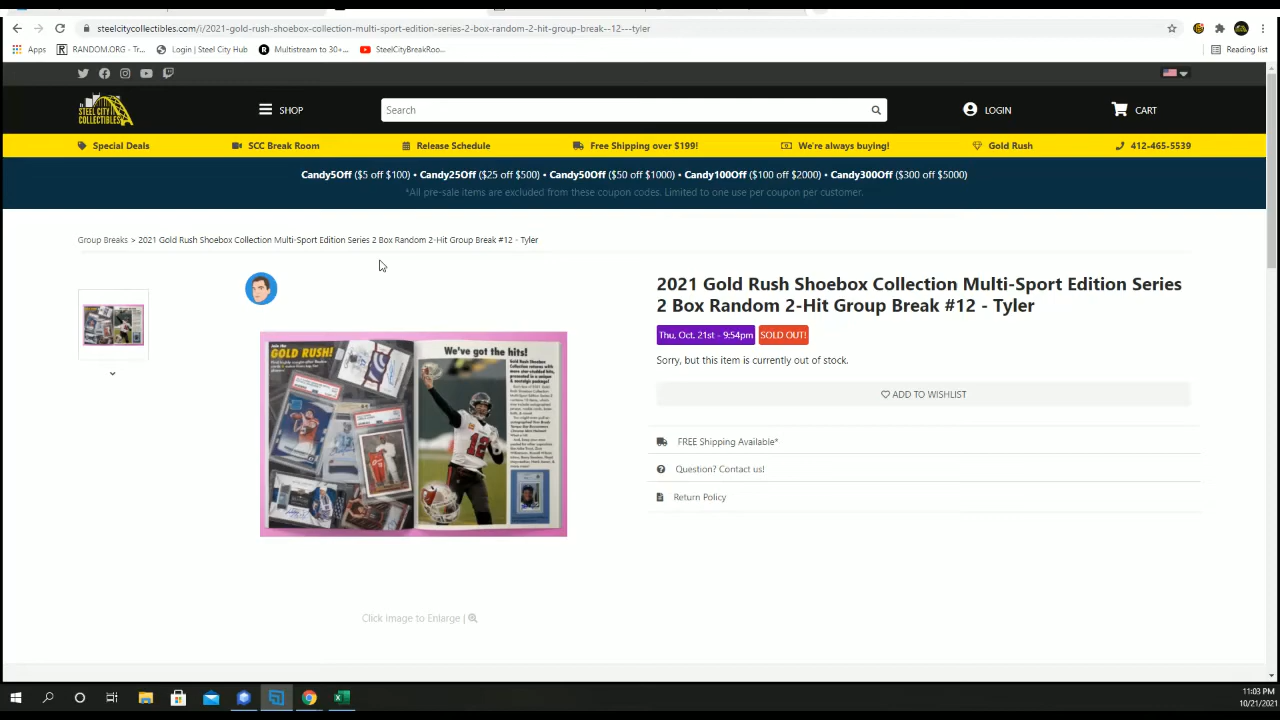 steelcitycollectibles.com/i/2021-gold-rush-shoebox-collection-multi-sport-edition-series-2-box-random-2-hit-group-break--12---tyler
Apps RANDOM.ORG - Tr... Login | Steel City Hub Multistream to 30+... SteelCityBreakRoo... Reading list
STEEL CITY
COLLECTIBLES
SHOP
Search
LOGIN
CART
Special Deals SCC Break Room Release Schedule Free Shipping over $199! We're always buying! Gold Rush 412-465-5539
Candy5Off ($5 off $100) • Candy25Off ($25 off $500) • Candy50Off ($50 off $1000) • Candy100Off ($100 off $2000) • Candy300Off ($300 off $5000)
*All pre-sale items are excluded from these coupon codes. Limited to one use per coupon per customer.
Group Breaks > 2021 Gold Rush Shoebox Collection Multi-Sport Edition Series 2 Box Random 2-Hit Group Break #12 - Tyler
Join the
GOLD RUSH!
We've got the hits!
Gold Rush Shoebox
Click image to Enlarge |
2021 Gold Rush Shoebox Collection Multi-Sport Edition Series
2 Box Random 2-Hit Group Break #12 - Tyler
Thu, Oct. 21st - 9:54pm SOLD OUT!
Sorry, but this item is currently out of stock.
ADD TO WISHLIST
FREE Shipping Available*
Question? Contact us!
Return Policy
11:03 PM
10/21/2021